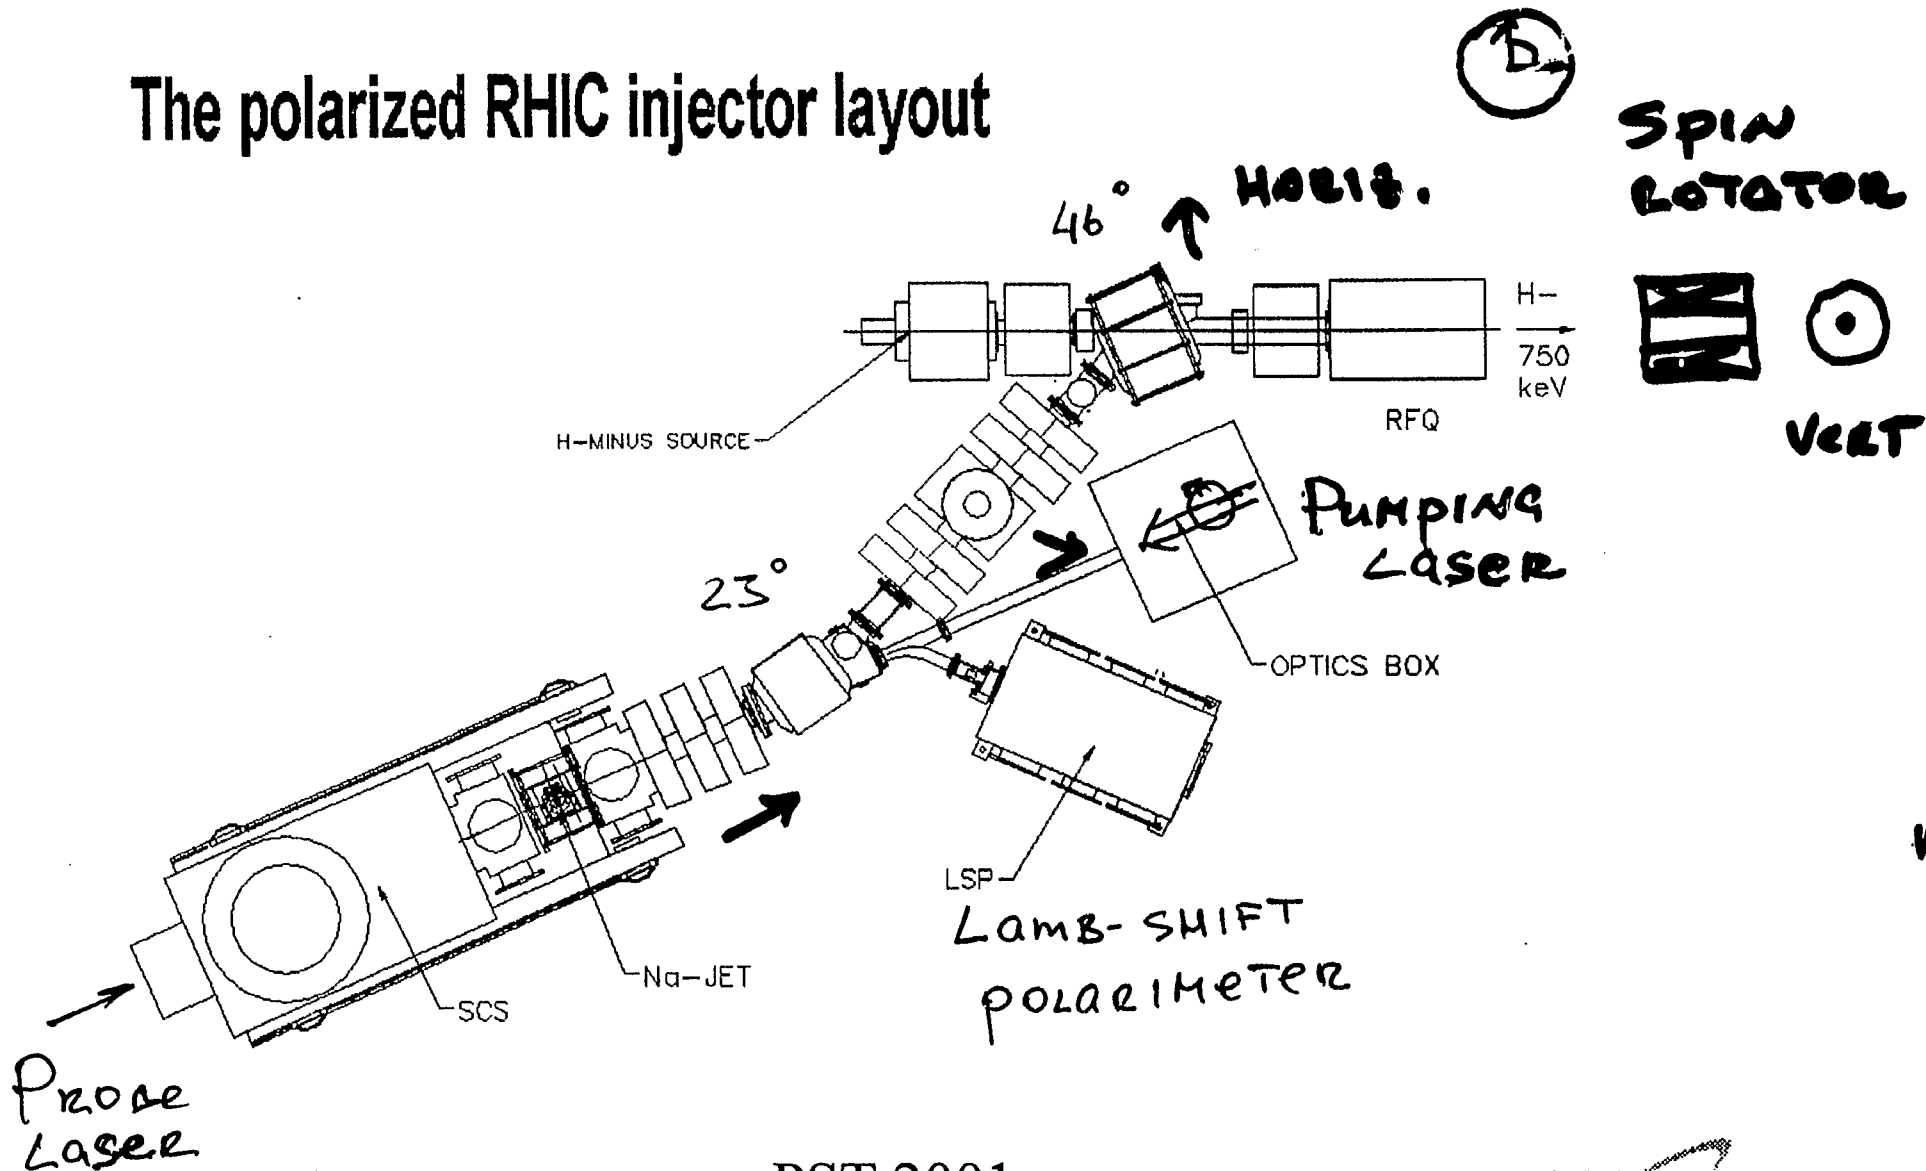 The polarized RHIC injector layout
SPIN
ROTATOR
46°
HORIZ.
H-
750
keV
VERT
RFQ
H-MINUS SOURCE
PUMPING
LASER
23°
OPTICS BOX
LSP
LAMB-SHIFT
POLARIMETER
Na-JET
SCS
PROBE
LASER
PST 2001